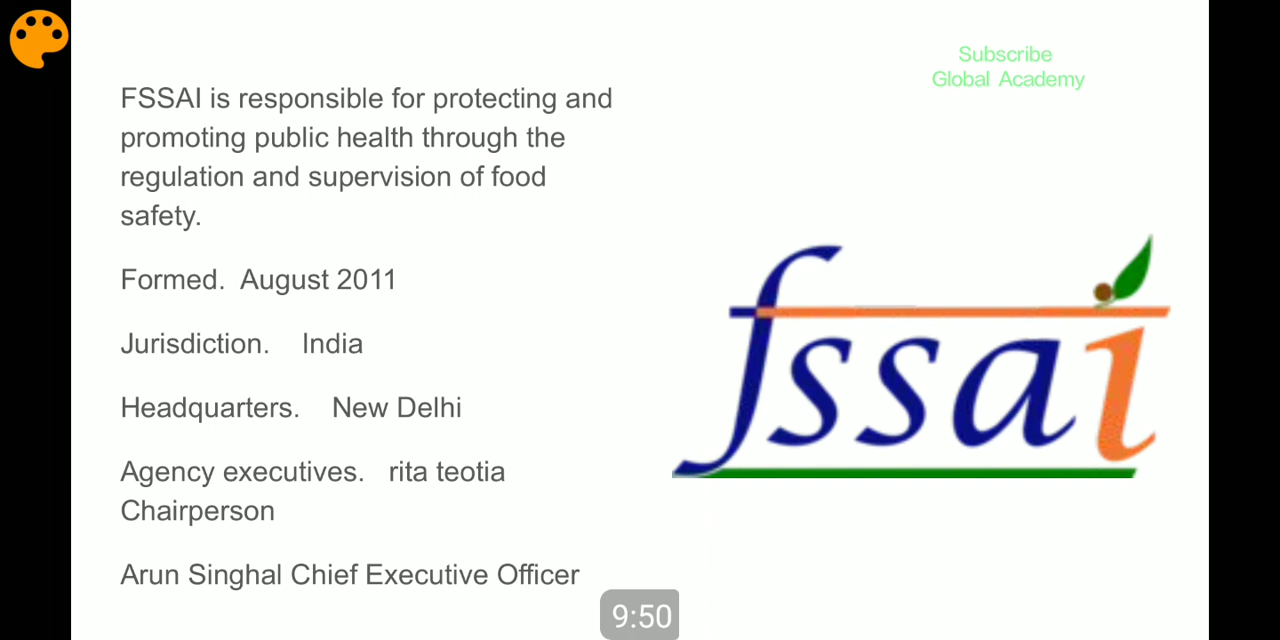 Subscribe
Global Academy
FSSAI is responsible for protecting and
promoting public health through the
regulation and supervision of food
safety.
Formed. August 2011
Jurisdiction. India
Headquarters. New Delhi
Agency executives. rita teotia
Chairperson
Arun Singhal Chief Executive Officer
fssai
9:50